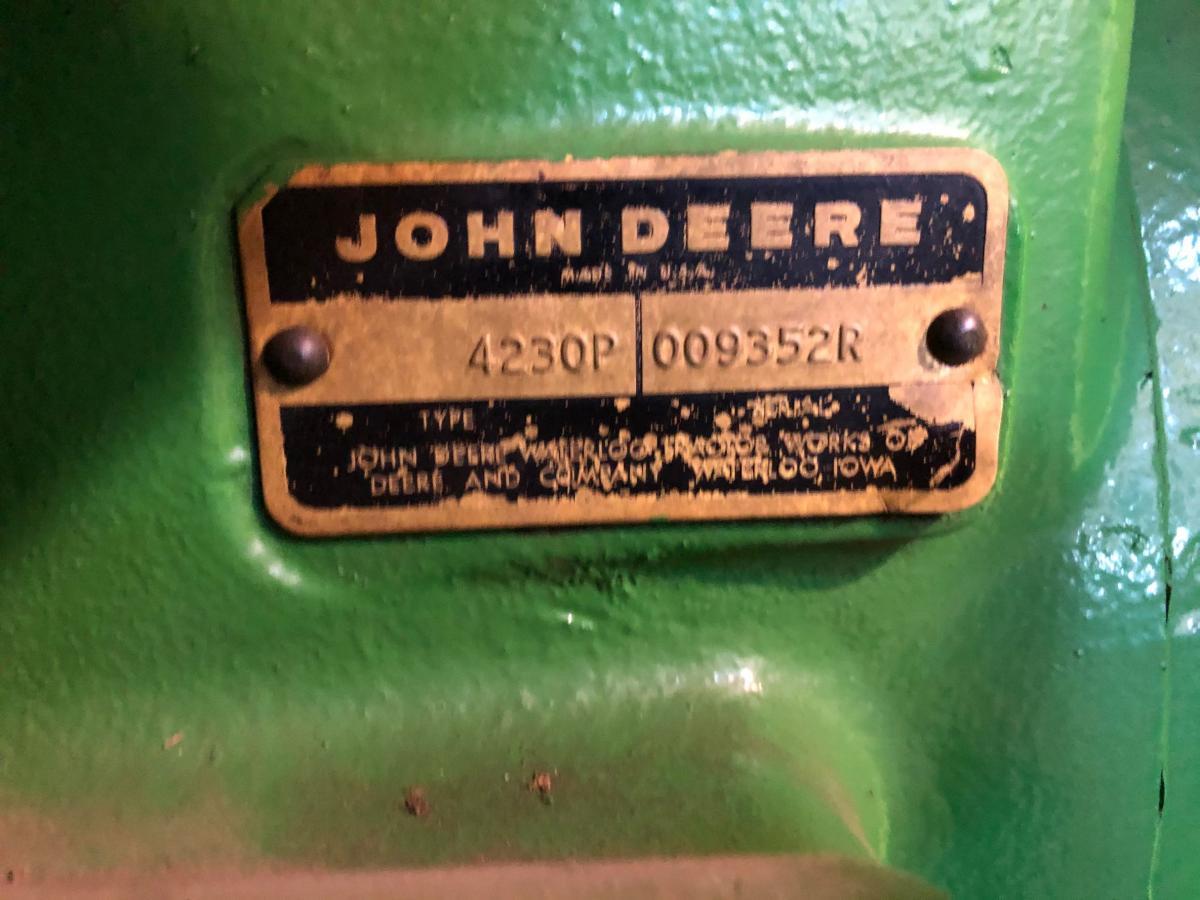 JOHN DEERE
MADE IN U.S.A.
4230P 009352R
TYPE SERIAL
JOHN DEERE WATERLOO TRACTOR WORKS OF
DEERE AND COMPANY WATERLOO, IOWA